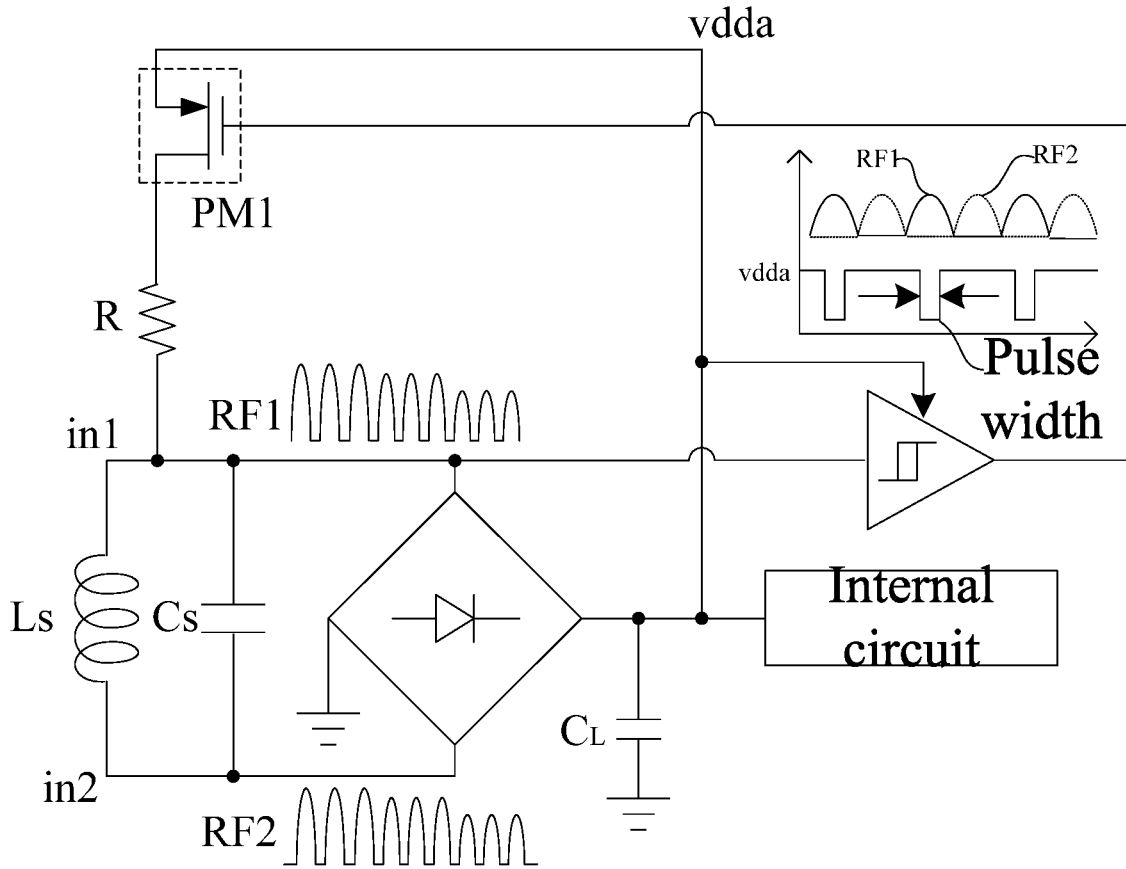 vdda
PM1
RF1
RF2
vdda
Pulse
width
R
RF1
in1
Ls
Cs
Internal
circuit
CL
in2
RF2